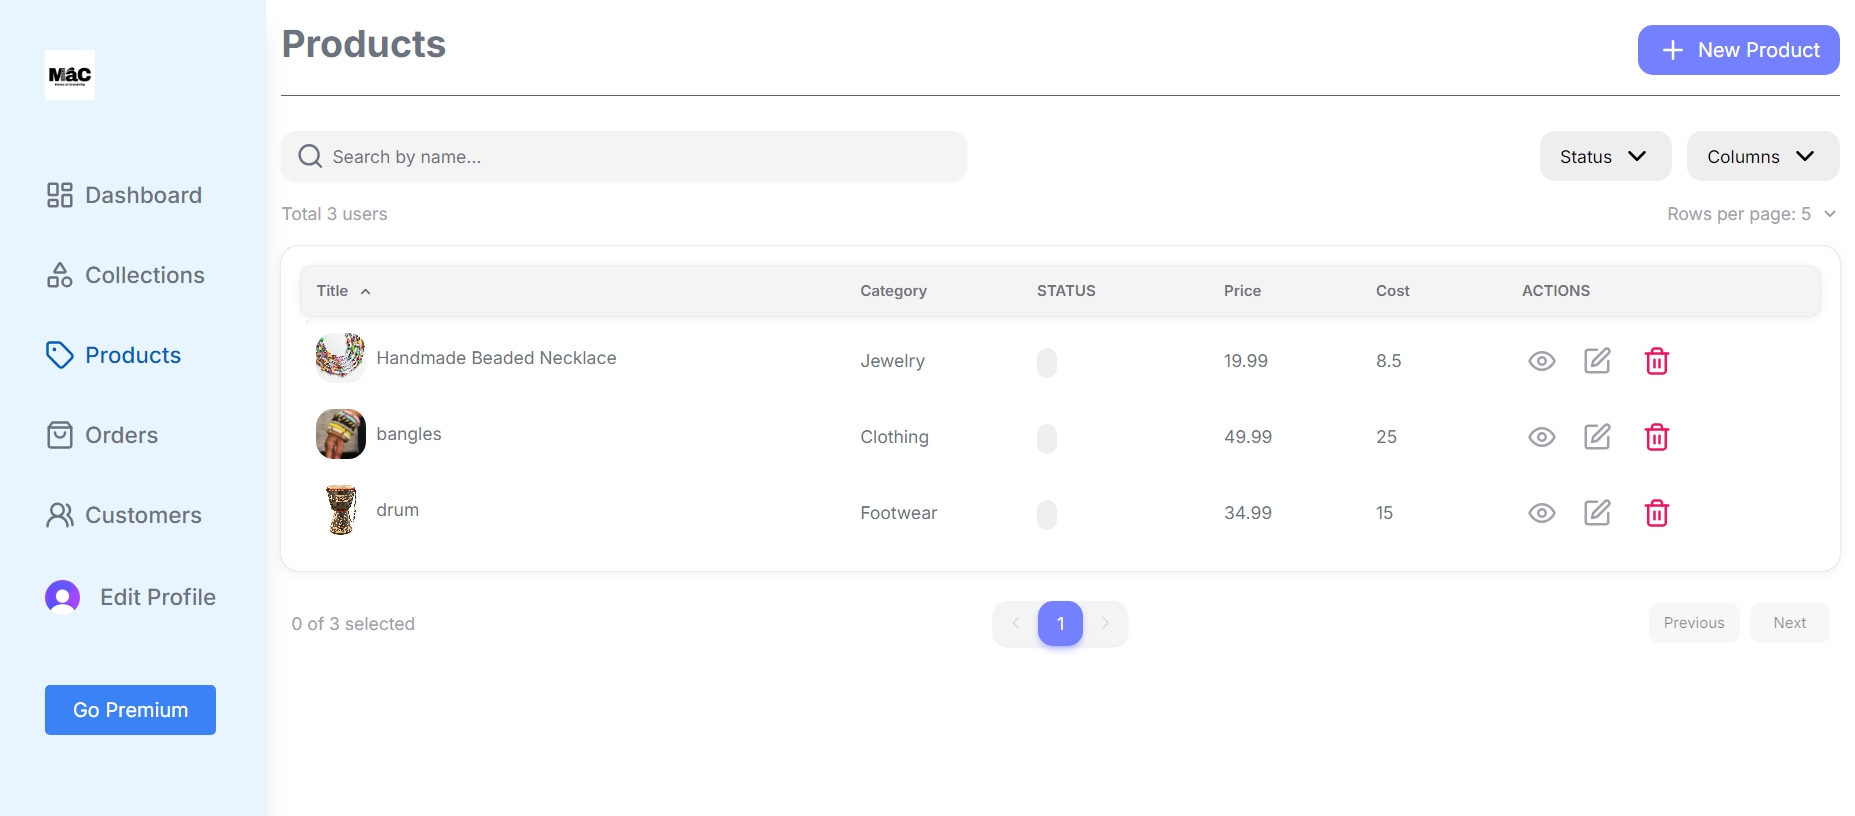 MâC
Dashboard
Collections
Products
Orders
Customers
Edit Profile
Go Premium
Products
New Product
Search by name...
Status
Columns
Total 3 users
Rows per page: 5
Title Category STATUS Price Cost ACTIONS
Handmade Beaded Necklace Jewelry 19.99 8.5
bangles Clothing 49.99 25
drum Footwear 34.99 15
0 of 3 selected
1
Previous
Next